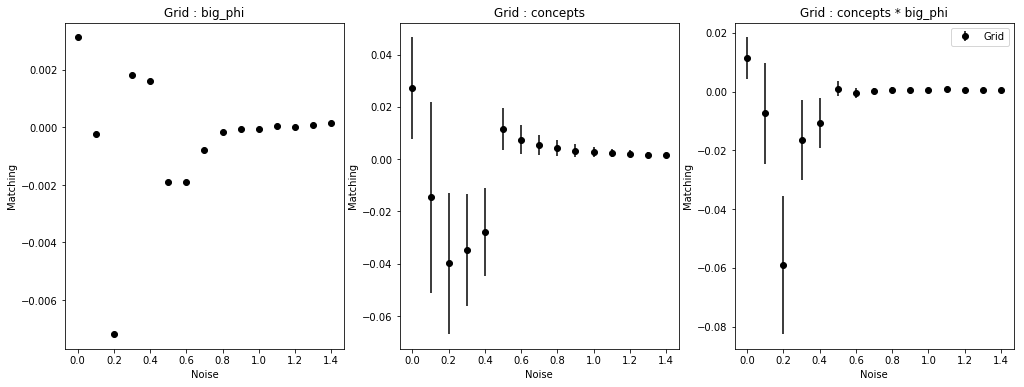 Grid : big_phi
0.002
0.000
−0.002
−0.004
−0.006
Matching
0.0 0.2 0.4 0.6 0.8 1.0 1.2 1.4
Noise
Grid : concepts
0.04
0.02
0.00
−0.02
−0.04
−0.06
Matching
0.0 0.2 0.4 0.6 0.8 1.0 1.2 1.4
Noise
Grid : concepts * big_phi
Grid
0.02
0.00
−0.02
−0.04
−0.06
−0.08
Matching
0.0 0.2 0.4 0.6 0.8 1.0 1.2 1.4
Noise